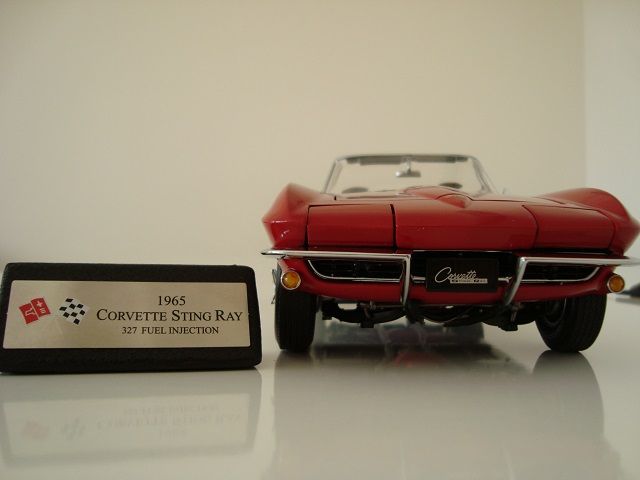 1965
CORVETTE STING RAY
327 FUEL INJECTION
Corvette